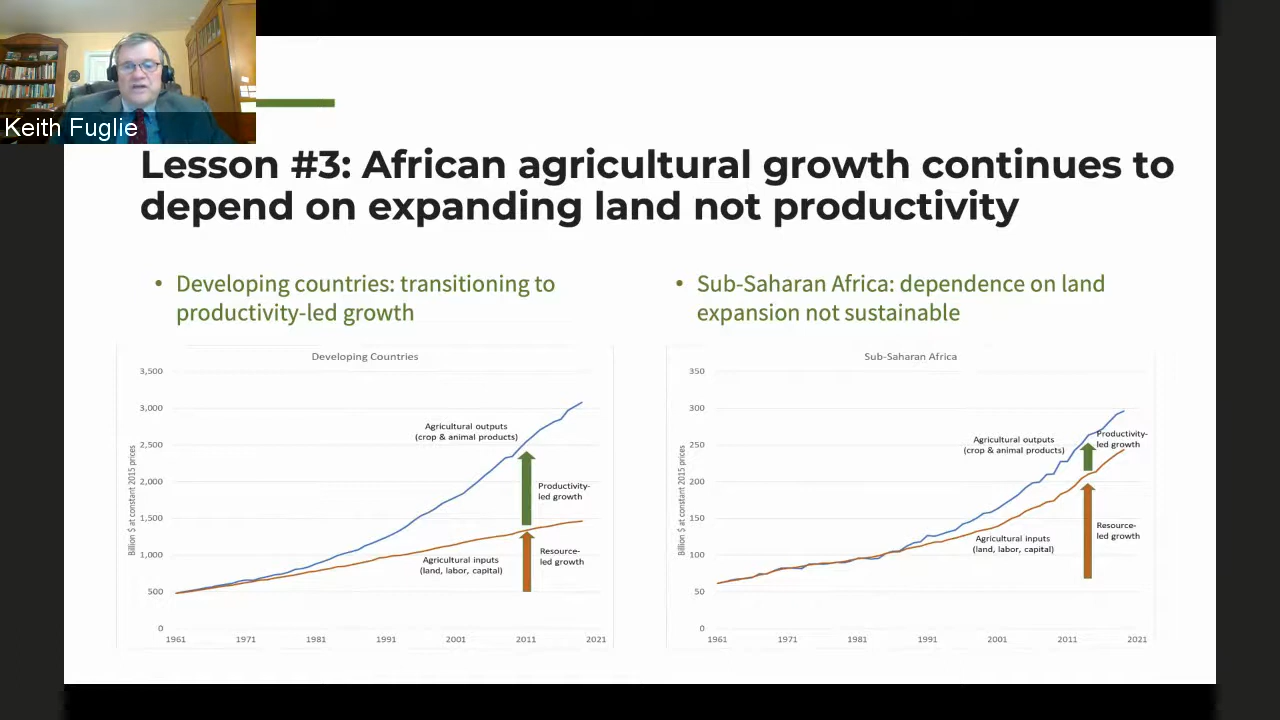 Keith Fuglie
Lesson #3: African agricultural growth continues to
depend on expanding land not productivity
• Developing countries: transitioning to
productivity-led growth
• Sub-Saharan Africa: dependence on land
expansion not sustainable
Developing Countries
3,500
3,000
2,500
2,000
1,500
1,000
500
0
Billion $ at constant 2015 prices
Agricultural outputs
(crop & animal products)
Productivity-
led growth
Agricultural inputs
(land, labor, capital)
Resource-
led growth
1961 1971 1981 1991 2001 2011 2021
Sub-Saharan Africa
350
300
250
200
150
100
50
0
Billion $ at constant 2015 prices
Agricultural outputs
(crop & animal products)
Productivity-
led growth
Agricultural inputs
(land, labor, capital)
Resource-
led growth
1961 1971 1981 1991 2001 2011 2021